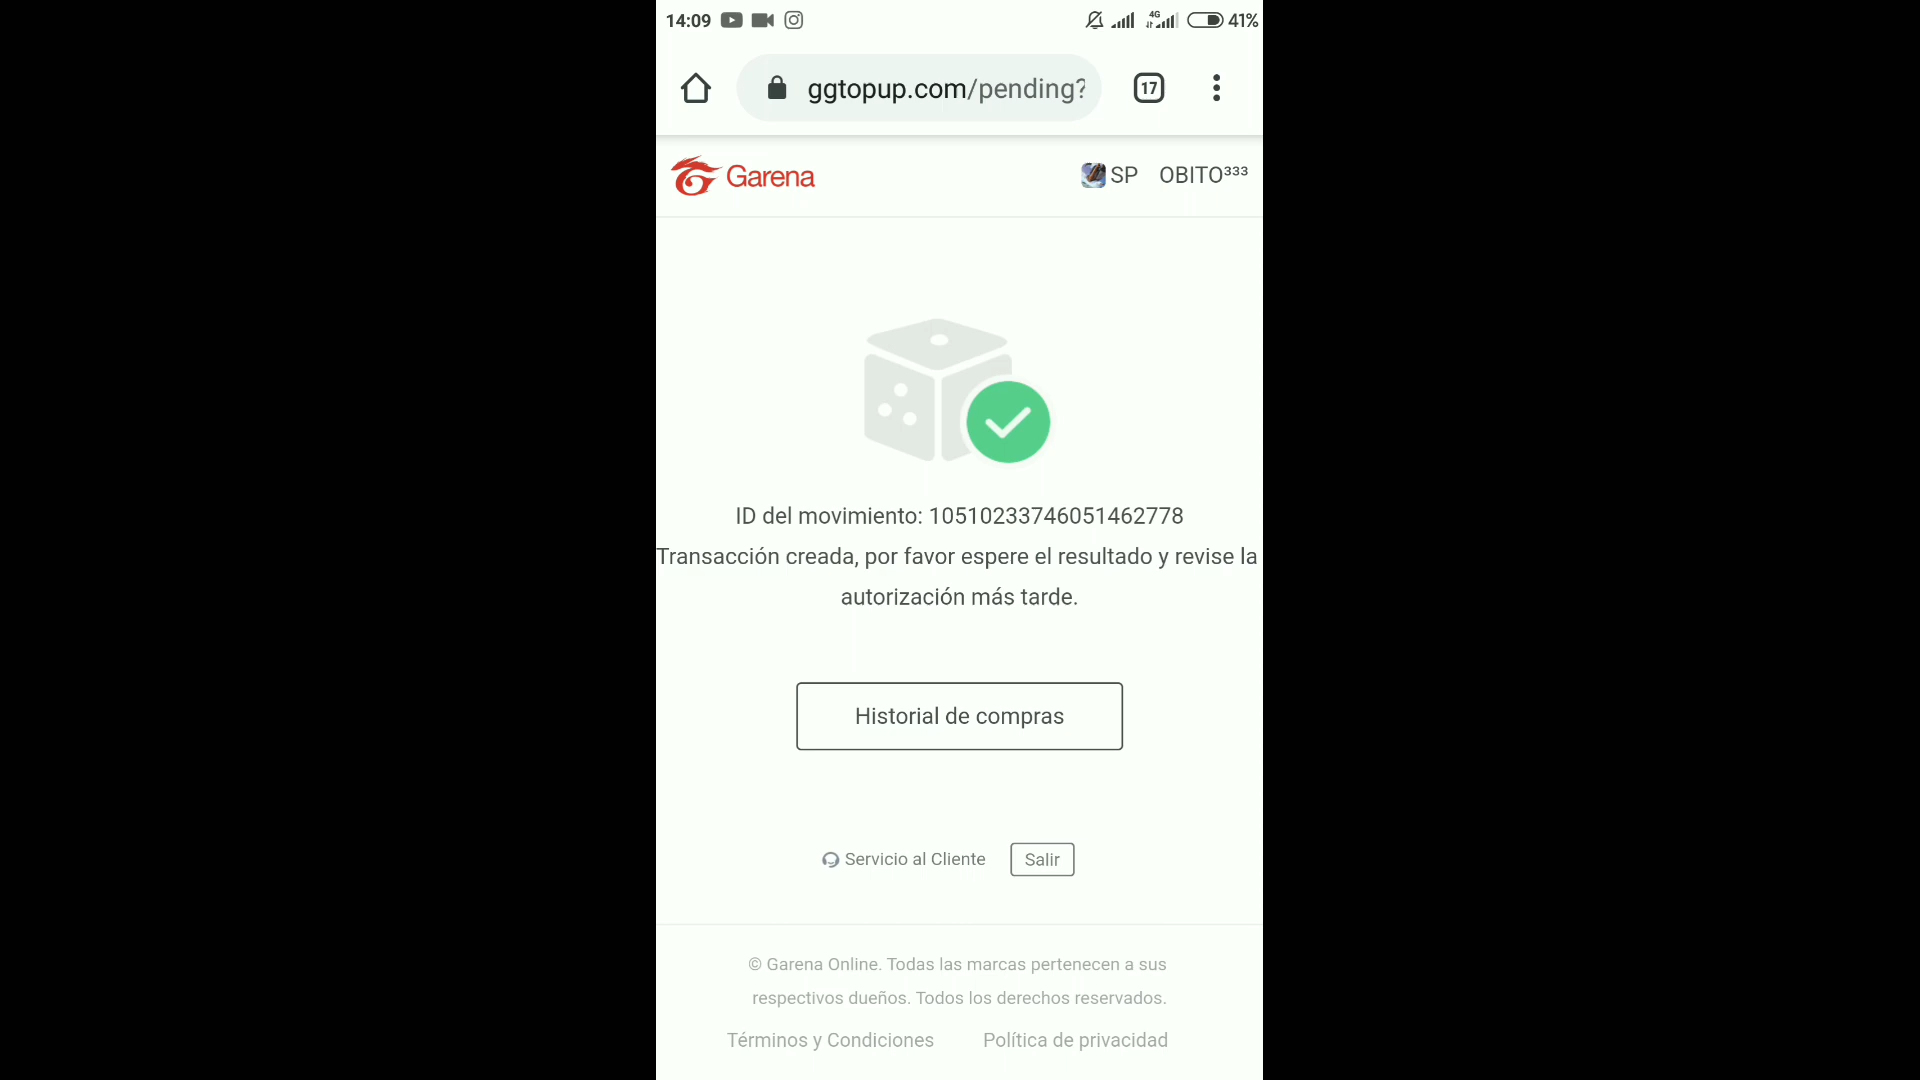 14:09 4G 41%
ggtopup.com/pending?
17
Garena SP OBITO³³³
ID del movimiento: 10510233746051462778
Transacción creada, por favor espere el resultado y revise la
autorización más tarde.
Historial de compras
Servicio al Cliente Salir
© Garena Online. Todas las marcas pertenecen a sus
respectivos dueños. Todos los derechos reservados.
Términos y Condiciones Política de privacidad